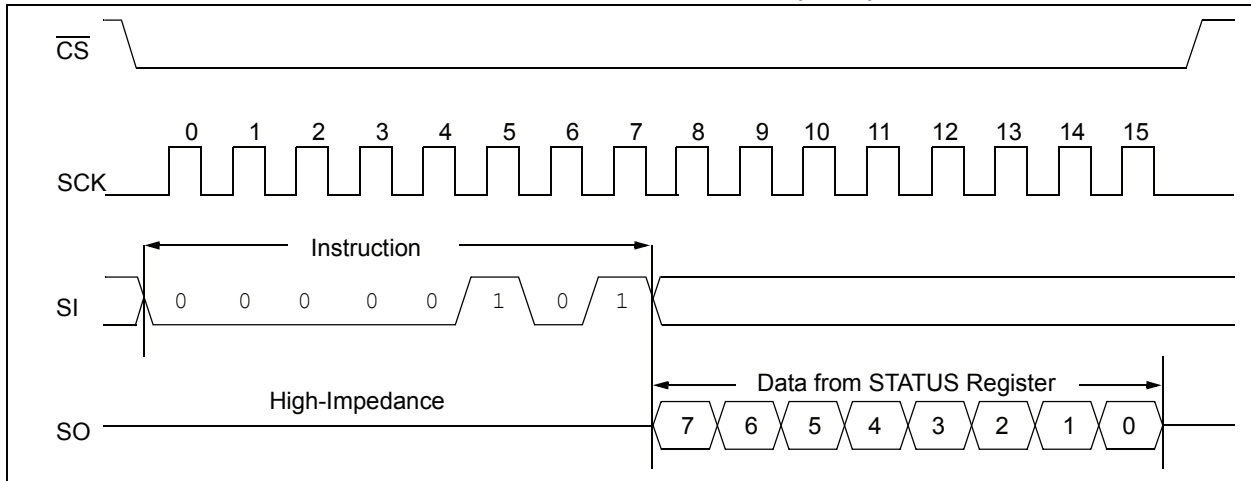 CS
0 1 2 3 4 5 6 7 8 9 10 11 12 13 14 15
SCK
Instruction
SI 0 0 0 0 0 1 0 1
Data from STATUS Register
High-Impedance
SO 7 6 5 4 3 2 1 0